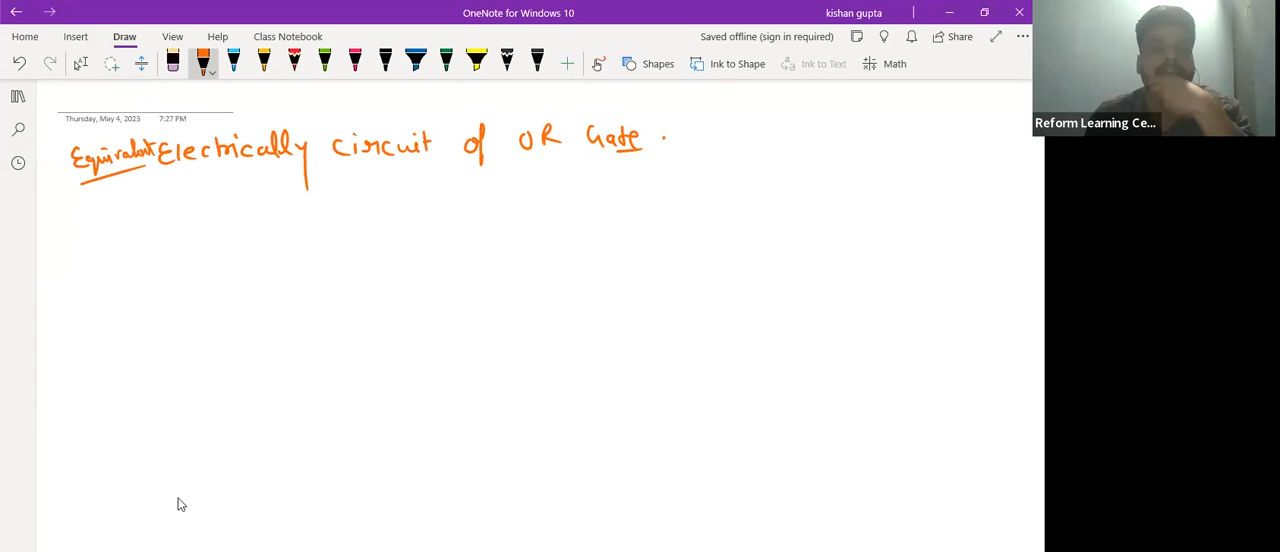 OneNote for Windows 10
kishan gupta
Home Insert Draw View Help Class Notebook
Saved offline (sign in required)
Share
Shapes
Ink to Shape
Ink to Text
Math
Reform Learning Ce...
Thursday, May 4, 2023 7:27 PM
Equivalent Electrically circuit of OR Gate .